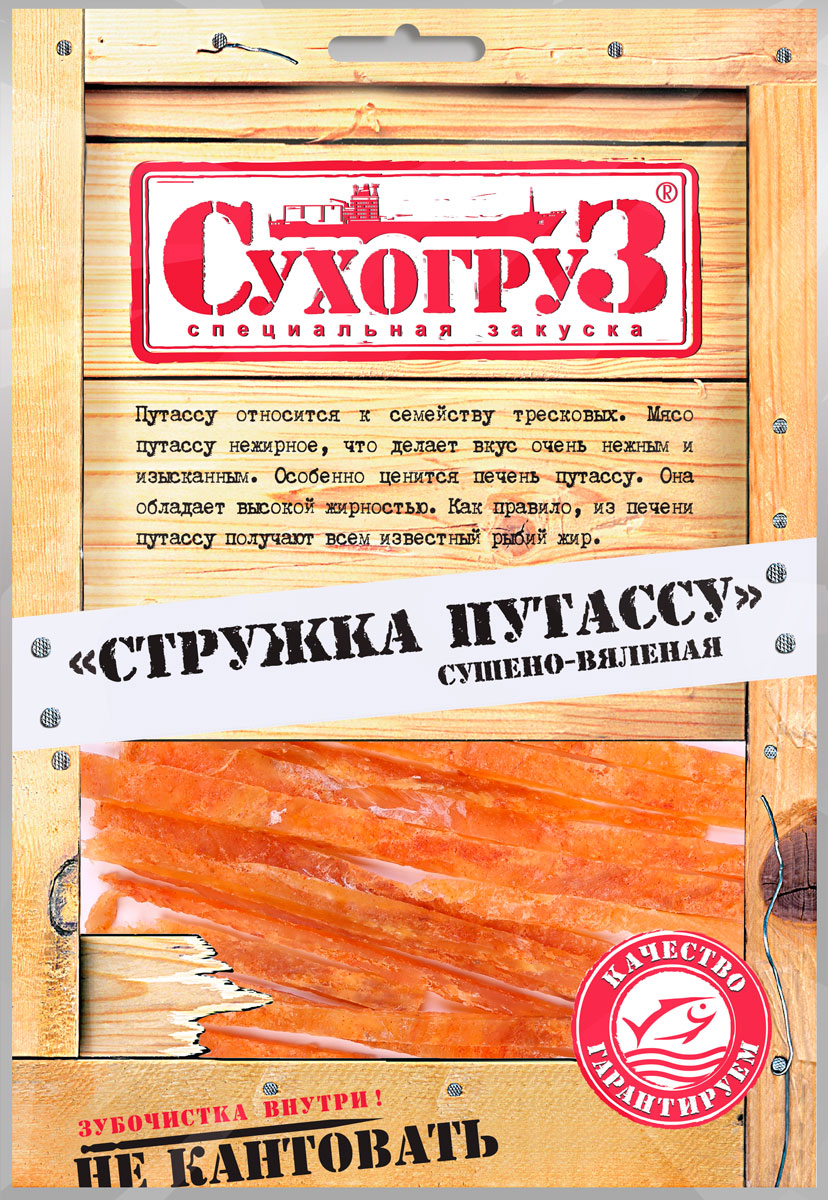 СухогруЗ®
специальная закуска
Путассу относится к семейству тресковых. Мясо
путассу нежирное, что делает вкус очень нежным и
изысканным. Особенно ценится печень путассу. Она
обладает высокой жирностью. Как правило, из печени
путассу получают всем известный рыбий жир.
«СТРУЖКА ПУТАССУ»
СУШЕНО-ВЯЛЕНАЯ
КАЧЕСТВО
ГАРАНТИРУЕМ
ЗУБОЧИСТКА ВНУТРИ!
НЕ КАНТОВАТЬ